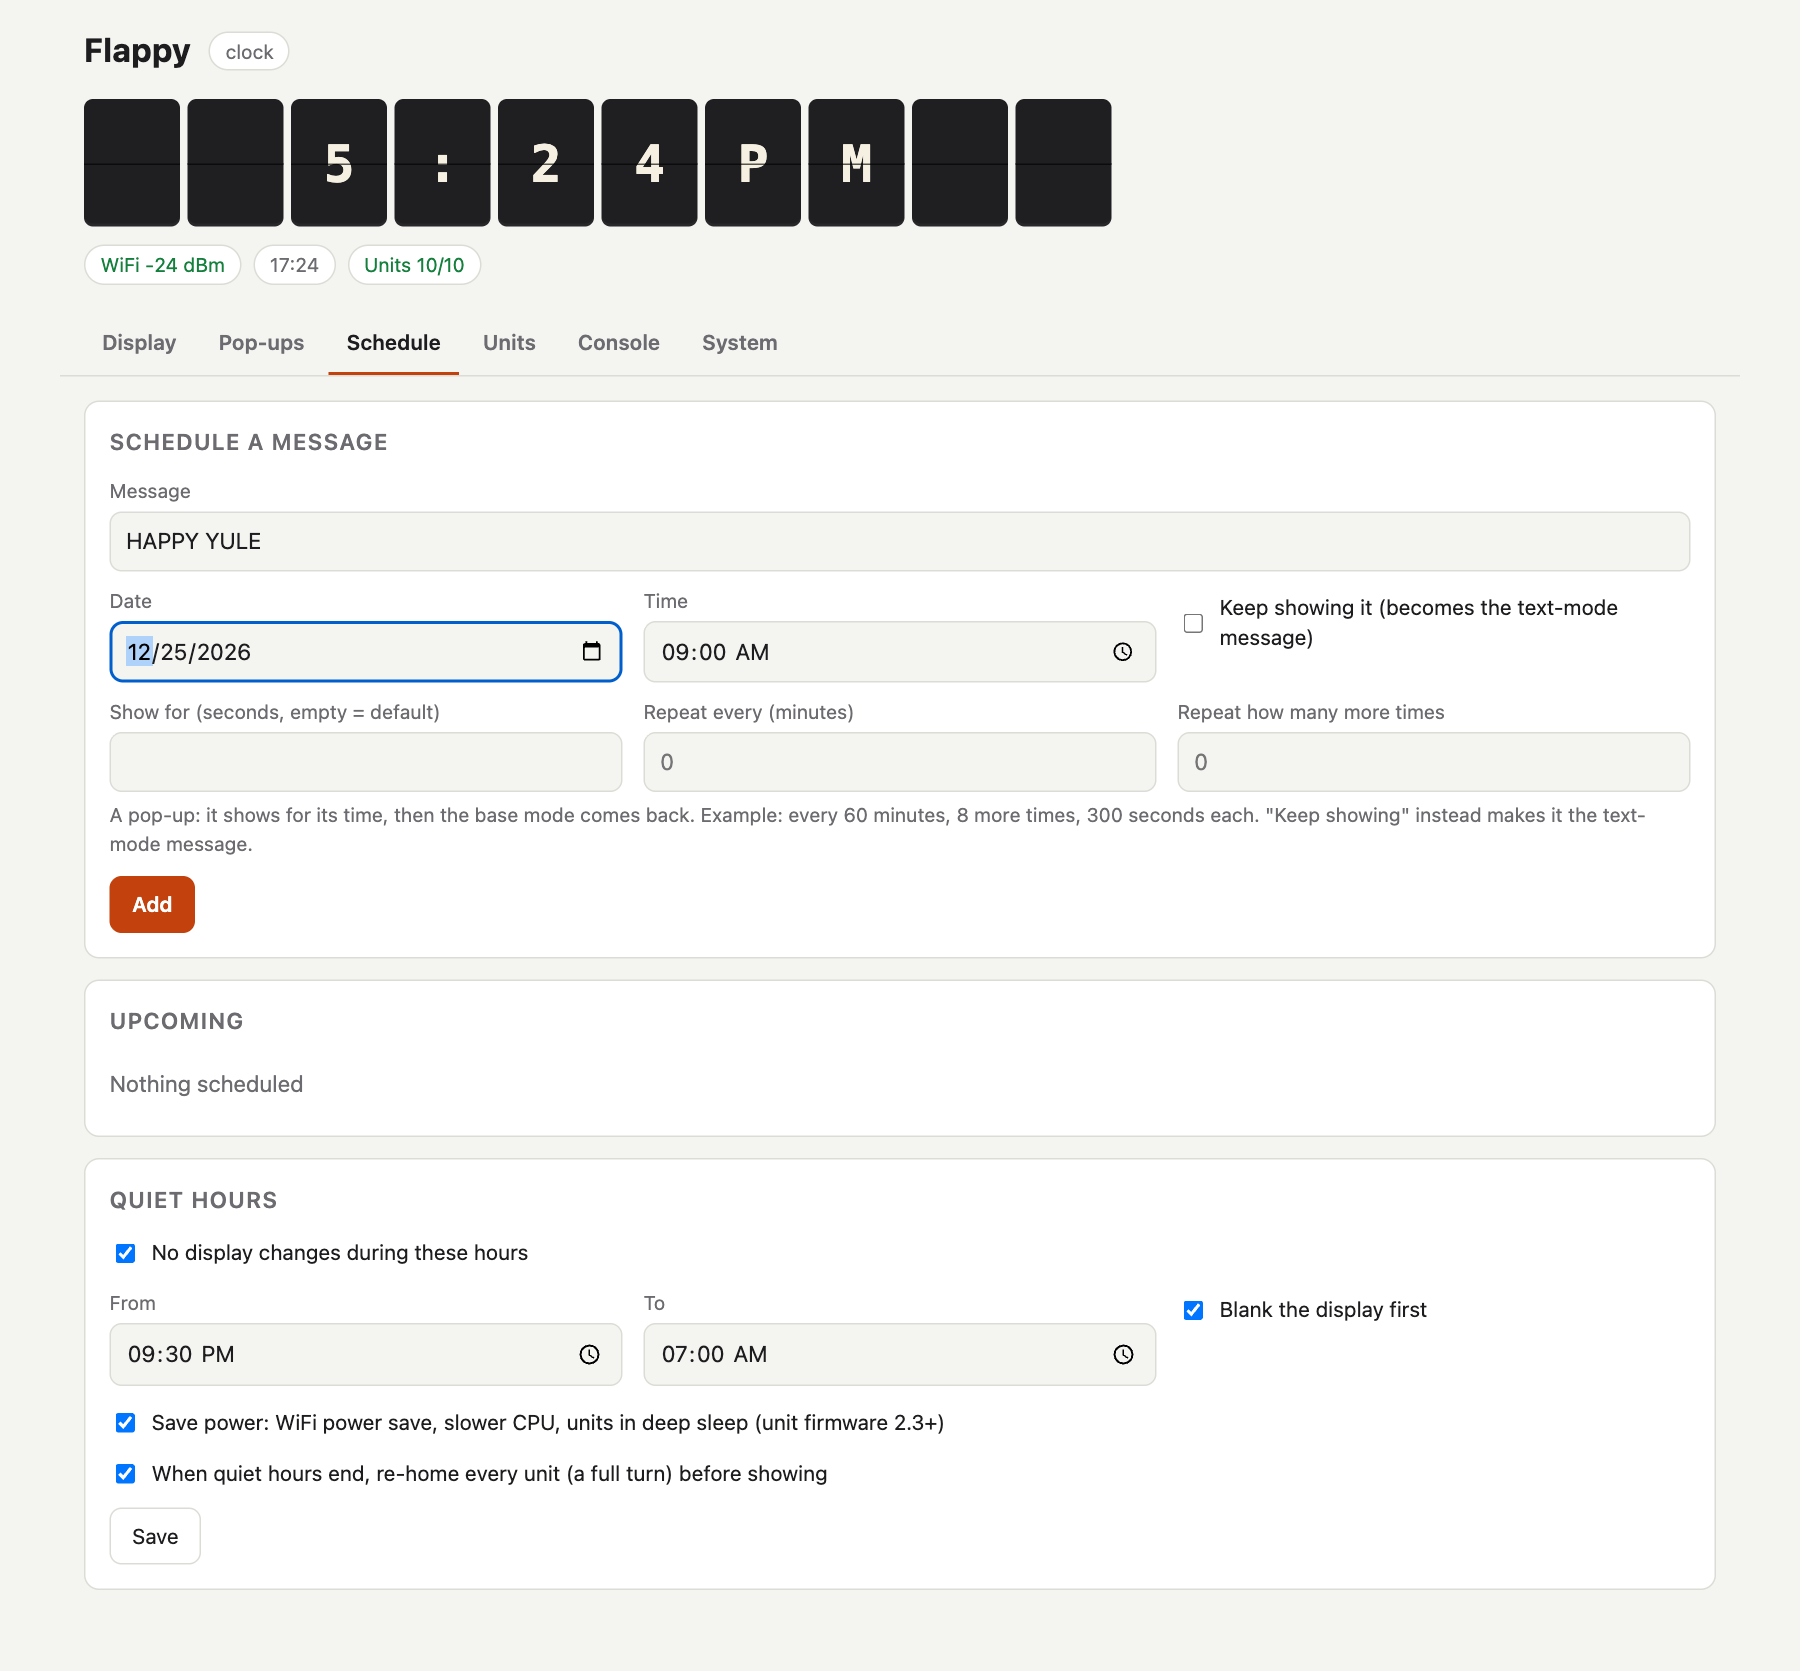 Flappy clock
5:24PM
WiFi -24 dBm 17:24 Units 10/10
Display Pop-ups Schedule Units Console System
SCHEDULE A MESSAGE
Message
HAPPY YULE
Date Time
Keep showing it (becomes the text-mode
message)
12/25/2026 09:00 AM
Show for (seconds, empty = default) Repeat every (minutes) Repeat how many more times
0 0
A pop-up: it shows for its time, then the base mode comes back. Example: every 60 minutes, 8 more times, 300 seconds each. "Keep showing" instead makes it the text-
mode message.
Add
UPCOMING
Nothing scheduled
QUIET HOURS
No display changes during these hours
From To
Blank the display first
09:30 PM 07:00 AM
Save power: WiFi power save, slower CPU, units in deep sleep (unit firmware 2.3+)
When quiet hours end, re-home every unit (a full turn) before showing
Save